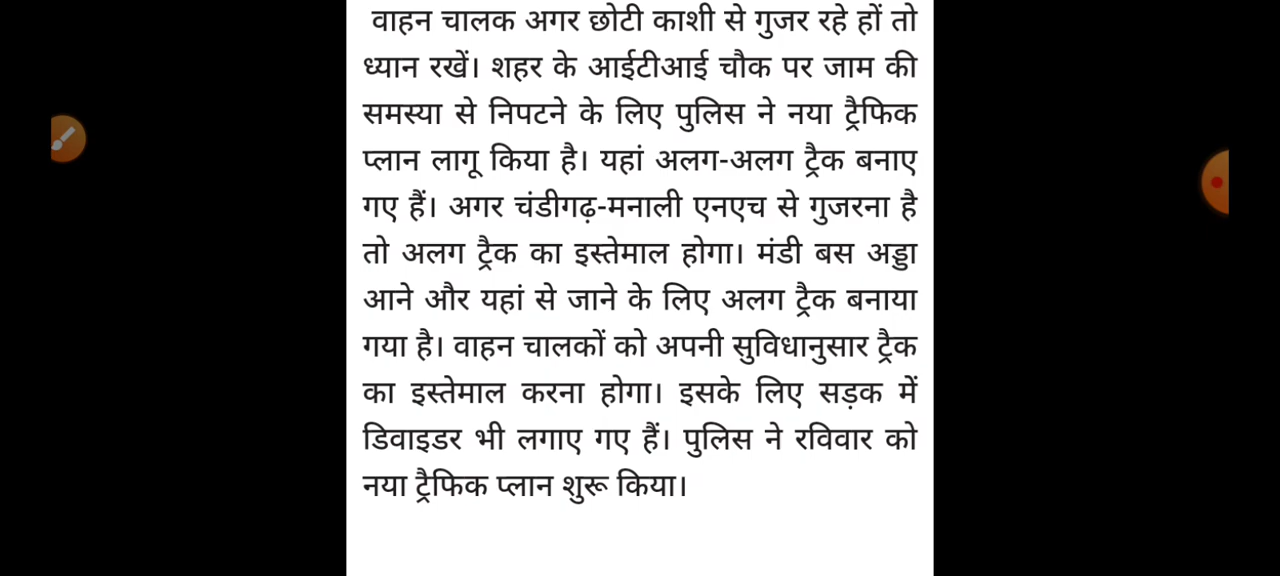 वाहन चालक अगर छोटी काशी से गुजर रहे हों तो
ध्यान रखें। शहर के आईटीआई चौक पर जाम की
समस्या से निपटने के लिए पुलिस ने नया ट्रैफिक
प्लान लागू किया है। यहां अलग-अलग ट्रैक बनाए
गए हैं। अगर चंडीगढ़-मनाली एनएच से गुजरना है
तो अलग ट्रैक का इस्तेमाल होगा। मंडी बस अड्डा
आने और यहां से जाने के लिए अलग ट्रैक बनाया
गया है। वाहन चालकों को अपनी सुविधानुसार ट्रैक
का इस्तेमाल करना होगा। इसके लिए सड़क में
डिवाइडर भी लगाए गए हैं। पुलिस ने रविवार को
नया ट्रैफिक प्लान शुरू किया।